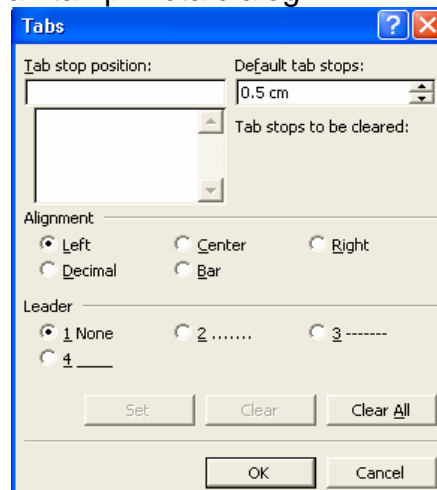 Tabs
Tab stop position: Default tab stops:
0.5 cm
Tab stops to be cleared:
Alignment
Left Center Right
Decimal Bar
Leader
1 None 2 ....... 3 -------
4 ____
Set Clear Clear All
OK Cancel